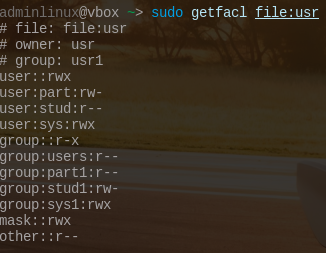 adminlinux@vbox ~> sudo getfacl file:usr
# file: file:usr
# owner: usr
# group: usr1
user::rwx
user:part:rw-
user:stud:r--
user:sys:rwx
group::r-x
group:users:r--
group:part1:r--
group:stud1:rw-
group:sys1:rwx
mask::rwx
other::r--